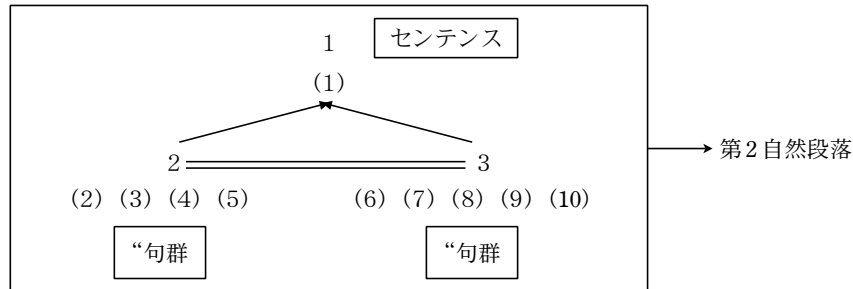 1 センテンス
(1)
2 3
(2) (3) (4) (5) (6) (7) (8) (9) (10)
“句群 “句群
第2自然段落